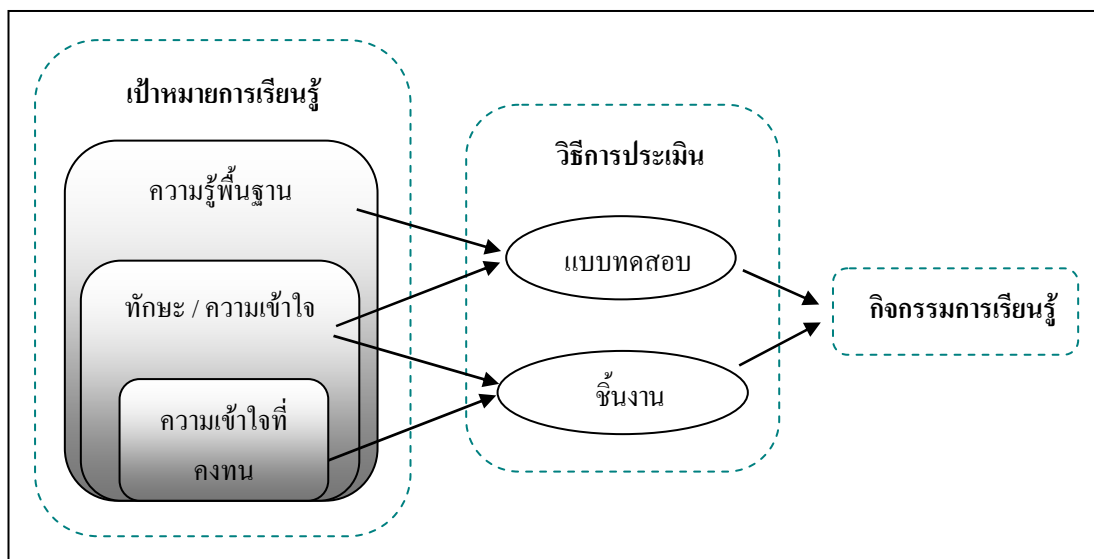 เป้าหมายการเรียนรู้
ความรู้พื้นฐาน
ทักษะ / ความเข้าใจ
ความเข้าใจที่
คงทน
วิธีการประเมิน
แบบทดสอบ
ชิ้นงาน
กิจกรรมการเรียนรู้